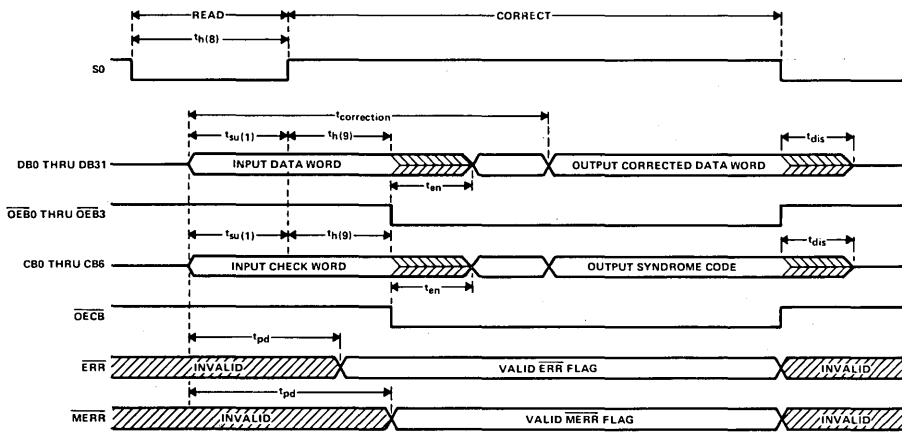 READ CORRECT
th(8)
S0
tcorrection
tsu(1) th(9) tdis
DB0 THRU DB31 INPUT DATA WORD OUTPUT CORRECTED DATA WORD
ten
OEB0 THRU OEB3
tsu(1) th(9) tdis
CB0 THRU CB6 INPUT CHECK WORD OUTPUT SYNDROME CODE
ten
OECB
tpd
ERR INVALID VALID ERR FLAG INVALID
tpd
MERR INVALID VALID MERR FLAG INVALID